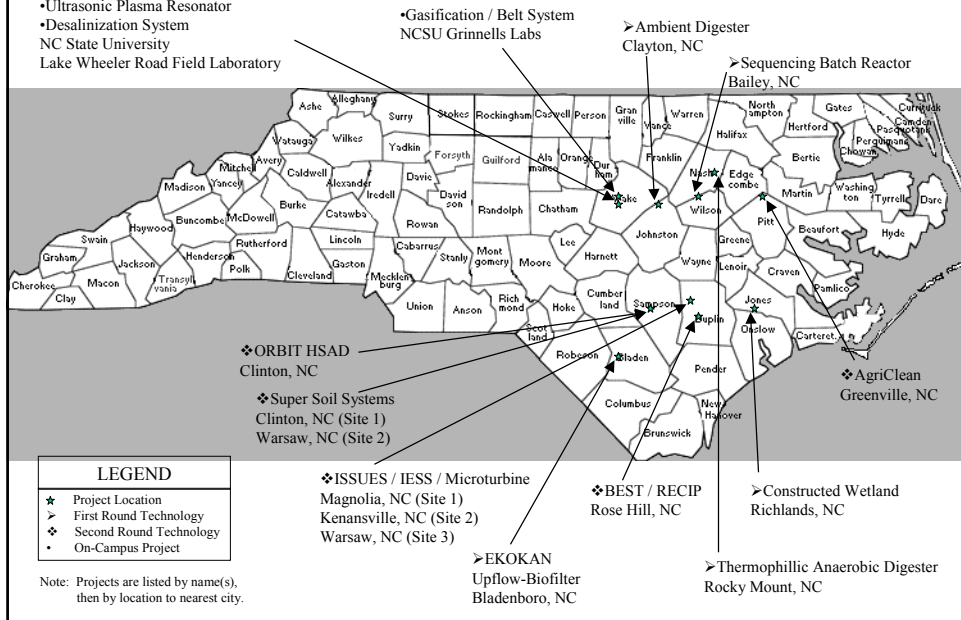 •Ultrasonic Plasma Resonator
•Desalinization System
NC State University
Lake Wheeler Road Field Laboratory
•Gasification / Belt System
NCSU Grinnells Labs
➢Ambient Digester
Clayton, NC
➢Sequencing Batch Reactor
Bailey, NC
Ashe
Alleghany
Surry
Stokes
Rockingham
Caswell
Person
Gran
ville
Vance
Warren
North
ampton
Gates
Currituck
Camden
Pasquotank
Perquimans
Chowan
Hertford
Halifax
Bertie
Watauga
Wilkes
Yadkin
Forsyth
Guilford
Ala
mance
Orange
Dur
ham
Franklin
Nash
Edge
combe
Martin
Washing
ton
Tyrrell
Dare
Mitchell
Avery
Yancey
Madison
Caldwell
Alexander
Iredell
Davie
David
son
Randolph
Chatham
Wake
Wilson
Pitt
Beaufort
Hyde
Buncombe
McDowell
Burke
Catawba
Rowan
Johnston
Greene
Haywood
Swain
Rutherford
Lincoln
Cabarrus
Stanly
Mont
gomery
Moore
Lee
Harnett
Wayne
Lenoir
Craven
Pamlico
Graham
Jackson
Henderson
Polk
Cleveland
Gaston
Mecklen
burg
Cherokee
Clay
Macon
Transyl
vania
Union
Anson
Rich
mond
Hoke
Scot
land
Cumber
land
Sampson
Duplin
Jones
Onslow
Carteret
Robeson
Bladen
Pender
Columbus
New
Hanover
Brunswick
❖ORBIT HSAD
Clinton, NC
❖Super Soil Systems
Clinton, NC (Site 1)
Warsaw, NC (Site 2)
❖AgriClean
Greenville, NC
❖ISSUES / IESS / Microturbine
Magnolia, NC (Site 1)
Kenansville, NC (Site 2)
Warsaw, NC (Site 3)
❖BEST / RECIP
Rose Hill, NC
➢Constructed Wetland
Richlands, NC
➢EKOKAN
Upflow-Biofilter
Bladenboro, NC
➢Thermophillic Anaerobic Digester
Rocky Mount, NC
LEGEND
★ Project Location
➢ First Round Technology
❖ Second Round Technology
• On-Campus Project
Note: Projects are listed by name(s),
then by location to nearest city.